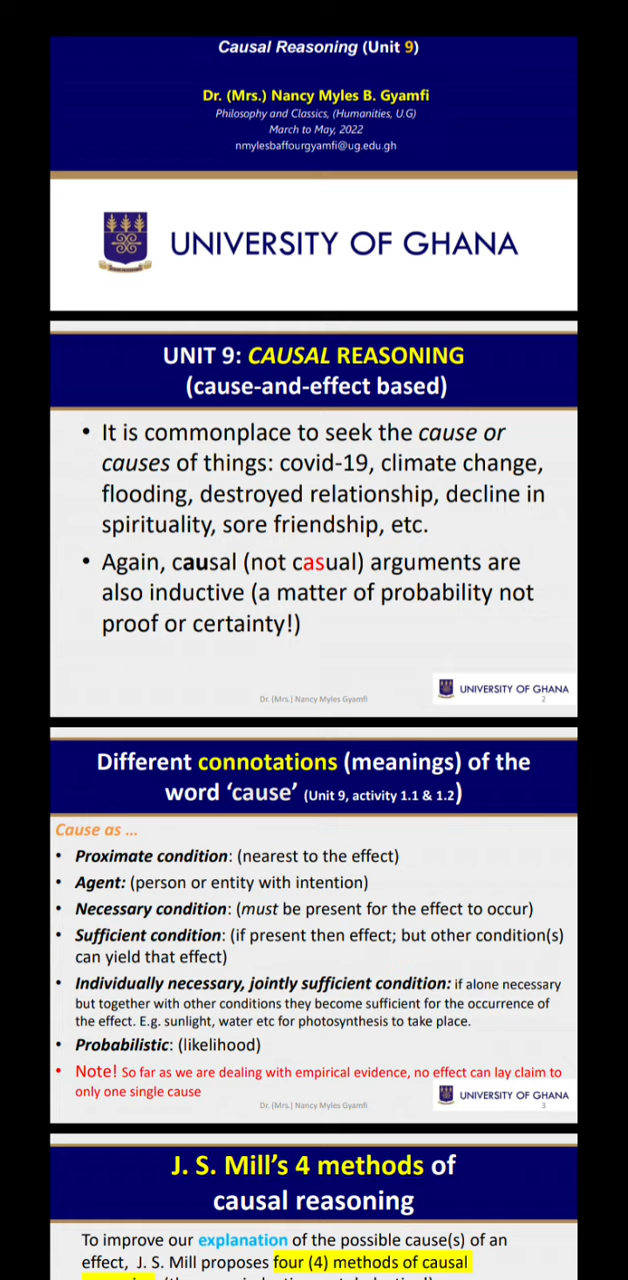 Causal Reasoning (Unit 9)
Dr. (Mrs.) Nancy Myles B. Gyamfi
Philosophy and Classics, (Humanities, U.G)
March to May, 2022
nmylesbaffourgyamfi@ug.edu.gh
UNIVERSITY OF GHANA
UNIT 9: CAUSAL REASONING
(cause-and-effect based)
• It is commonplace to seek the cause or
causes of things: covid-19, climate change,
flooding, destroyed relationship, decline in
spirituality, sore friendship, etc.
• Again, causal (not casual) arguments are
also inductive (a matter of probability not
proof or certainty!)
Dr. (Mrs.) Nancy Myles Gyamfi
UNIVERSITY OF GHANA
2
Different connotations (meanings) of the
word ‘cause’ (Unit 9, activity 1.1 & 1.2)
Cause as ...
• Proximate condition: (nearest to the effect)
• Agent: (person or entity with intention)
• Necessary condition: (must be present for the effect to occur)
• Sufficient condition: (if present then effect; but other condition(s)
can yield that effect)
• Individually necessary, jointly sufficient condition: if alone necessary
but together with other conditions they become sufficient for the occurrence of
the effect. E.g. sunlight, water etc for photosynthesis to take place.
• Probabilistic: (likelihood)
• Note! So far as we are dealing with empirical evidence, no effect can lay claim to
only one single cause
Dr. (Mrs.) Nancy Myles Gyamfi
UNIVERSITY OF GHANA
3
J. S. Mill’s 4 methods of
causal reasoning
To improve our explanation of the possible cause(s) of an
effect, J. S. Mill proposes four (4) methods of causal